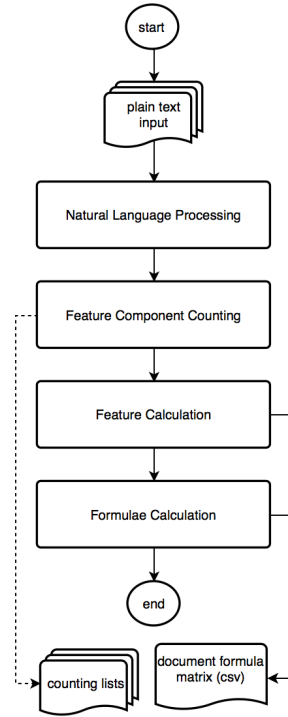 start
plain text
input
Natural Language Processing
Feature Component Counting
Feature Calculation
Formulae Calculation
end
counting lists
document formula
matrix (csv)